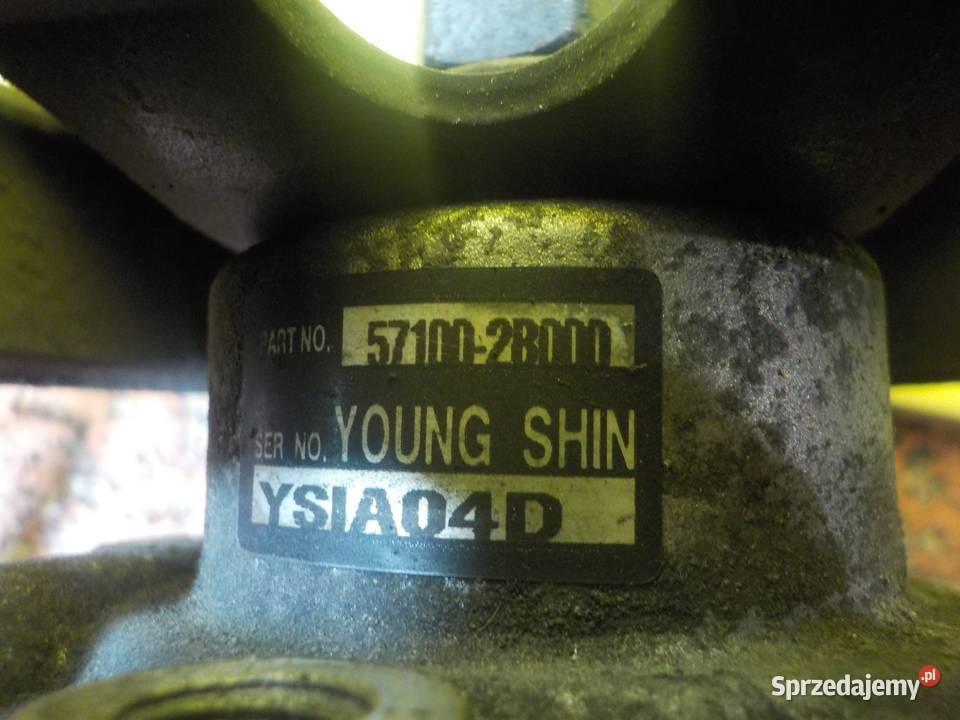 PART NO. 57100-2B000
SER NO. YOUNG SHIN
YSIA04D
Sprzedajemy.pl